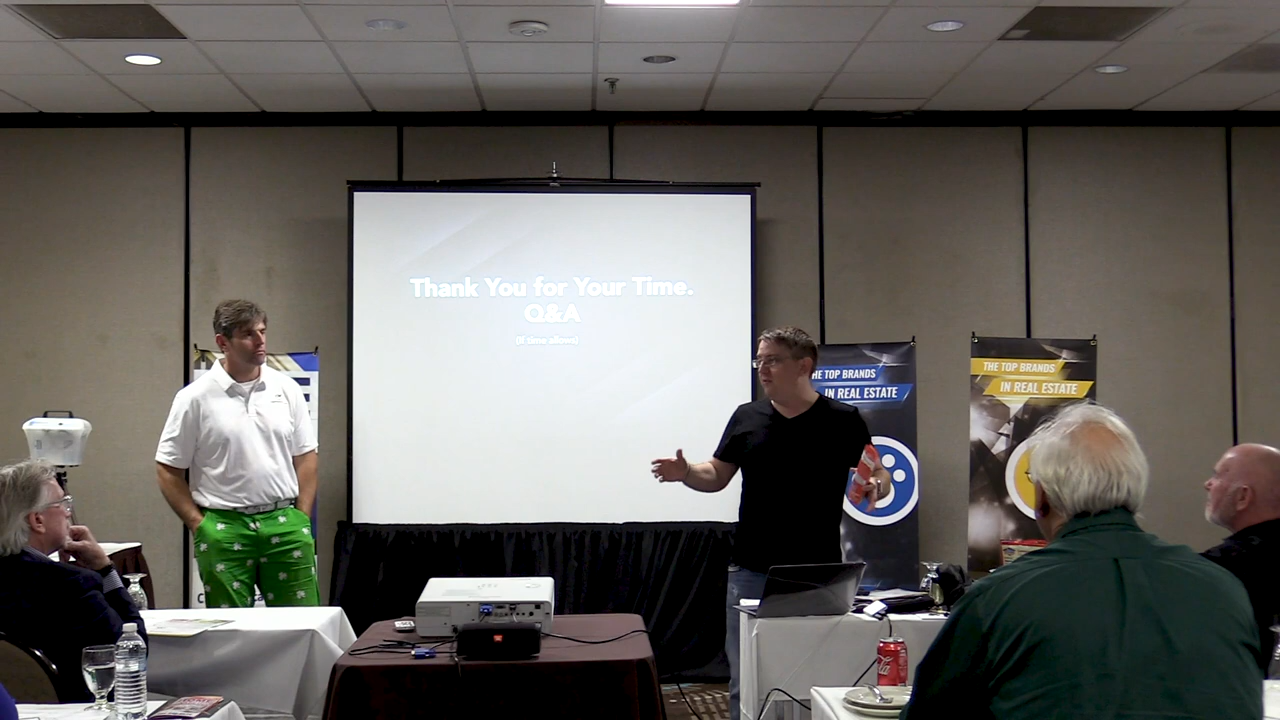 Thank You for Your Time.
Q&A
(if time allows)
THE TOP BRANDS
IN REAL ESTATE
THE TOP BRANDS
IN REAL ESTATE